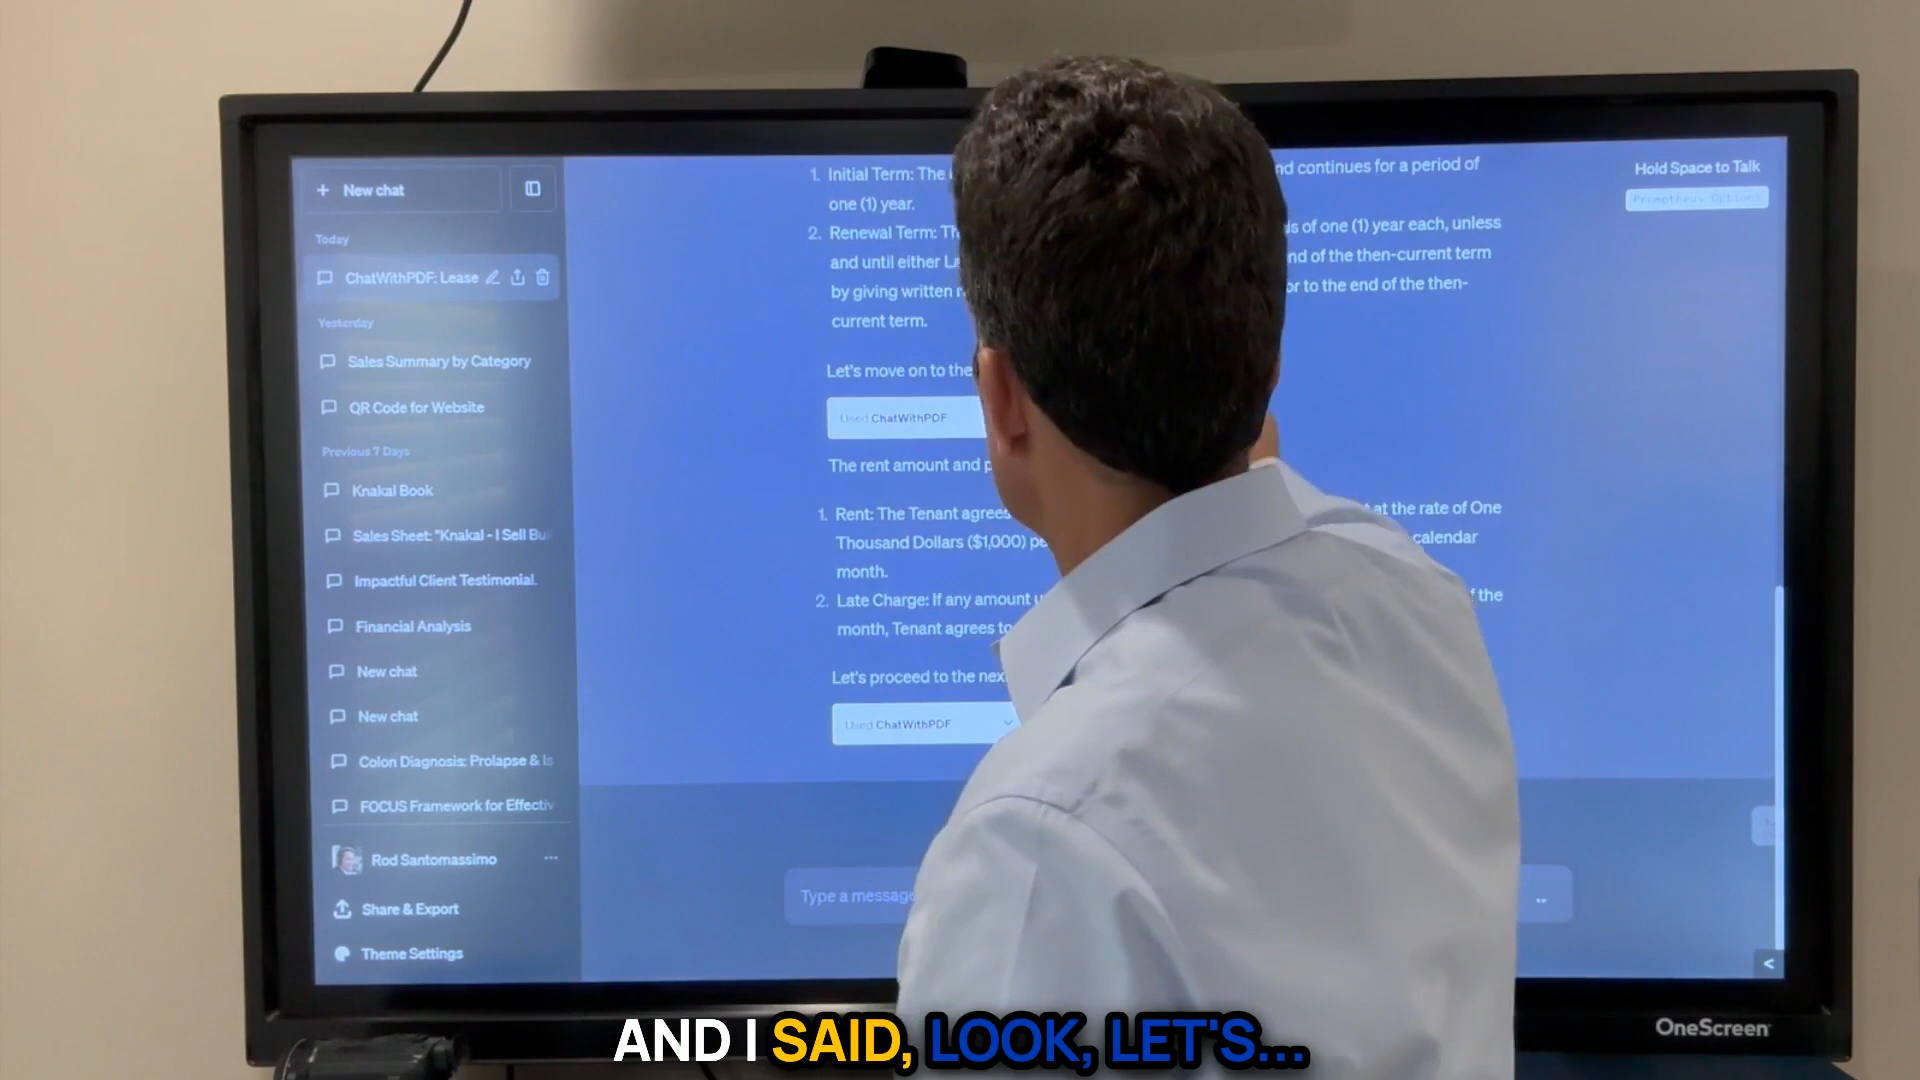 New chat
Today
ChatWithPDF: Lease
Yesterday
Sales Summary by Category
QR Code for Website
Previous 7 Days
Knakal Book
Sales Sheet: "Knakal - I Sell Bu
Impactful Client Testimonial.
Financial Analysis
New chat
New chat
Colon Diagnosis: Prolapse & Is
FOCUS Framework for Effectiv
Rod Santomassimo
Share & Export
Theme Settings
1. Initial Term: The nd continues for a period of
one (1) year.
2. Renewal Term: Th ds of one (1) year each, unless
and until either La nd of the then-current term
by giving written or to the end of the then-
current term.
Let's move on to the
Used ChatWithPDF
The rent amount and p
1. Rent: The Tenant agrees at the rate of One
Thousand Dollars ($1,000) pe calendar
month.
2. Late Charge: If any amount u f the
month, Tenant agrees to
Let's proceed to the nex
Used ChatWithPDF
Type a message
Hold Space to Talk
Prometheus Options
<
OneScreen
AND I SAID, LOOK, LET'S...